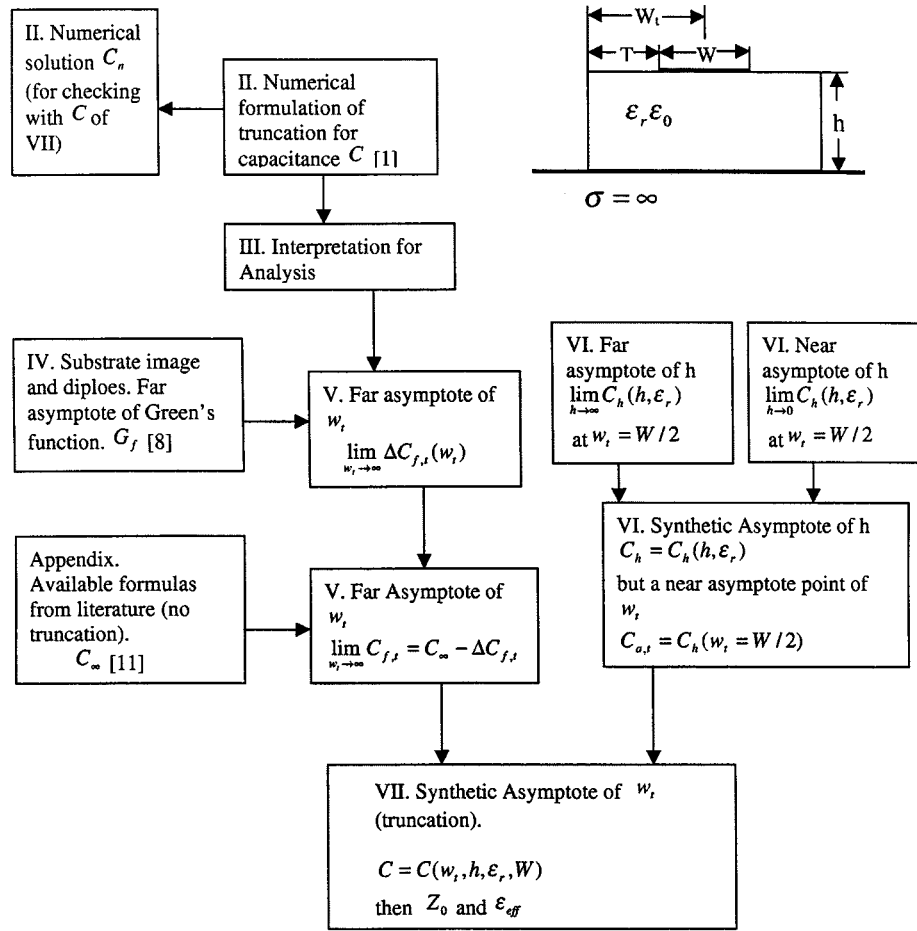 II. Numerical
solution C_n
(for checking
with C of
VII)
II. Numerical
formulation of
truncation for
capacitance C [1]
W_t
T W
ε_r ε_0
h
σ = ∞
III. Interpretation for
Analysis
IV. Substrate image
and diploes. Far
asymptote of Green's
function. G_f [8]
V. Far asymptote of
w_t
lim_{w_t→∞} ΔC_{f,t}(w_t)
VI. Far
asymptote of h
lim_{h→∞} C_h(h,ε_r)
at w_t = W/2
VI. Near
asymptote of h
lim_{h→0} C_h(h,ε_r)
at w_t = W/2
Appendix.
Available formulas
from literature (no
truncation).
C_∞ [11]
V. Far Asymptote of
w_t
lim_{w_t→∞} C_{f,t} = C_∞ − ΔC_{f,t}
VI. Synthetic Asymptote of h
C_h = C_h(h,ε_r)
but a near asymptote point of
w_t
C_{a,t} = C_h(w_t = W/2)
VII. Synthetic Asymptote of w_t
(truncation).
C = C(w_t,h,ε_r,W)
then Z_0 and ε_eff